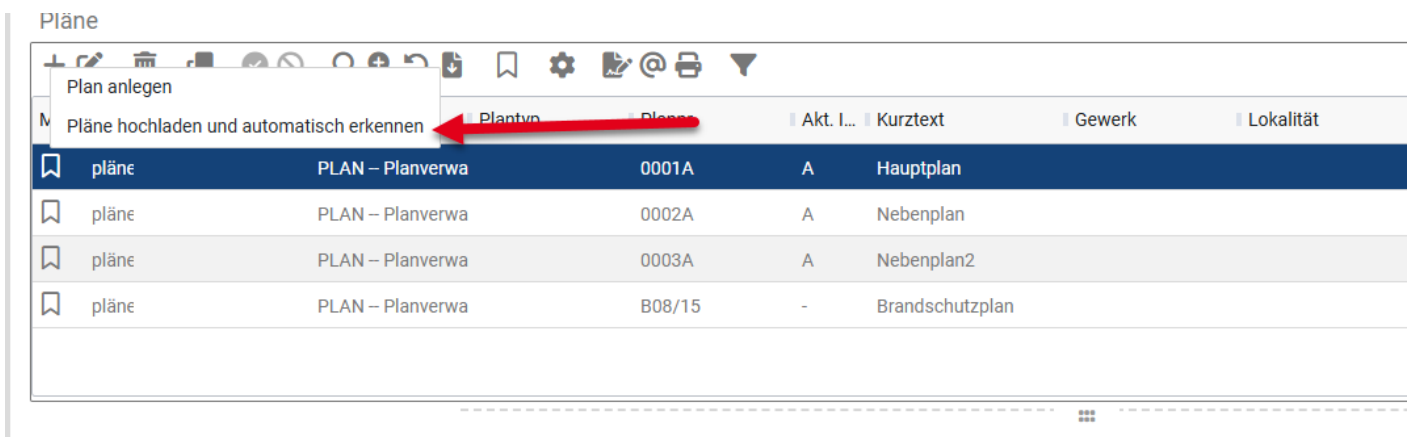 Pläne
Plan anlegen
Pläne hochladen und automatisch erkennen
M Plantyp Plannr. Akt. I... Kurztext Gewerk Lokalität
pläne PLAN – Planverwa 0001A A Hauptplan
pläne PLAN – Planverwa 0002A A Nebenplan
pläne PLAN – Planverwa 0003A A Nebenplan2
pläne PLAN – Planverwa B08/15 - Brandschutzplan